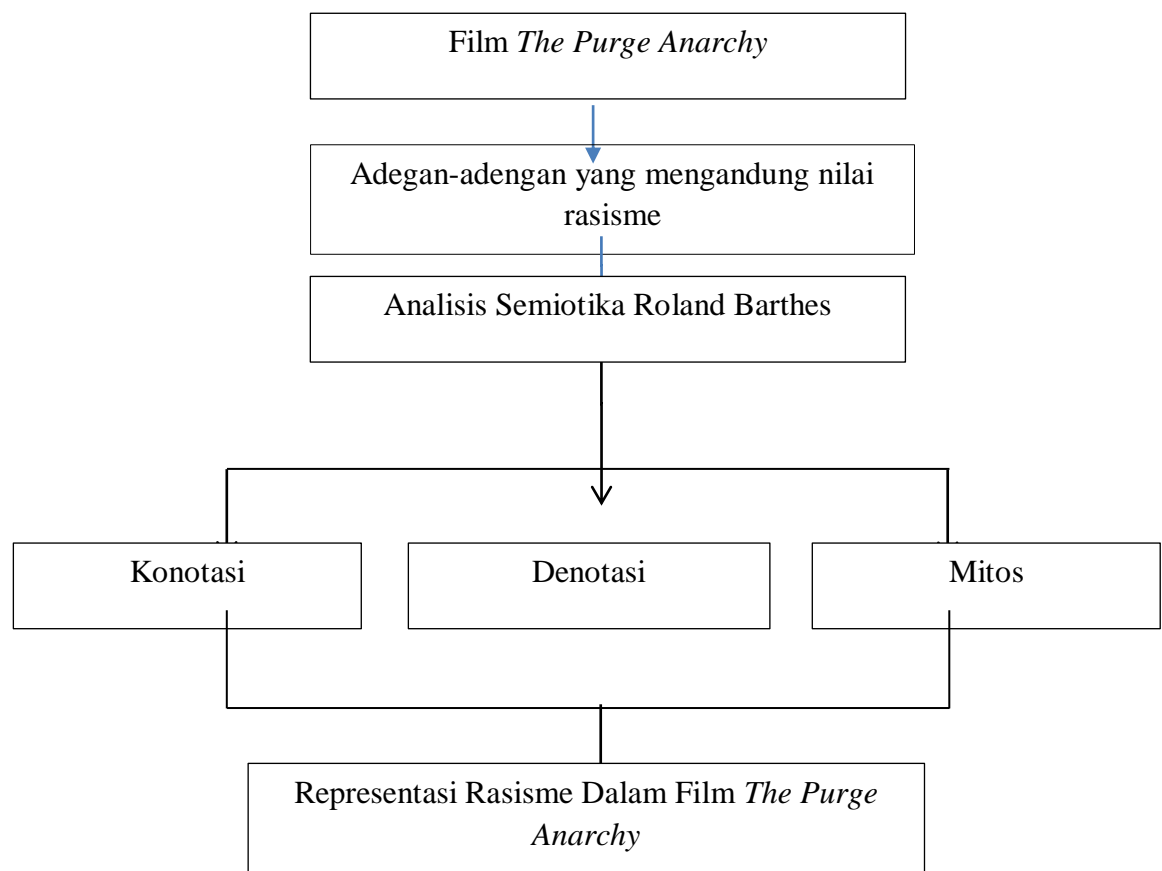 Film The Purge Anarchy
Adegan-adengan yang mengandung nilai
rasisme
Analisis Semiotika Roland Barthes
Konotasi
Denotasi
Mitos
Representasi Rasisme Dalam Film The Purge
Anarchy